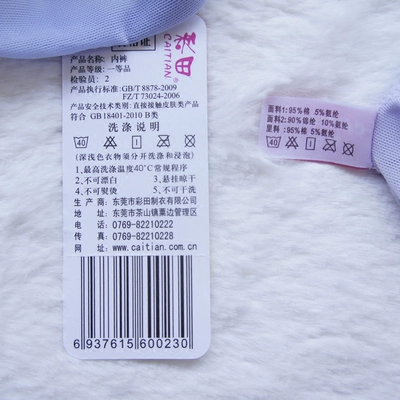 彩田
CAITIAN
产品名称：内裤
产品等级：一等品
检验员：2
执行标准：GB/T 8878-2009
FZ/T 73024-2006
产品安全技术类别：直接接触皮肤类产品
符合 GB18401-2010 B类
洗涤说明
40
(深浅色衣物须分开洗涤和浸泡)
1、最高洗涤温度40℃常规程序
2、不可漂白 3、悬挂晾干
4、不可熨烫 5、不可干洗
生产商：东莞市彩田制衣有限公司
地址：东莞市茶山镇粟边管理区
电话：0769-82212222
传真：0769-82210228
网址：www.caitian.com.cn
6 937615 600230
面料1:95%棉 5%氨纶
面料2:90%锦纶 10%氨纶
里料:95%棉 5%氨纶
40